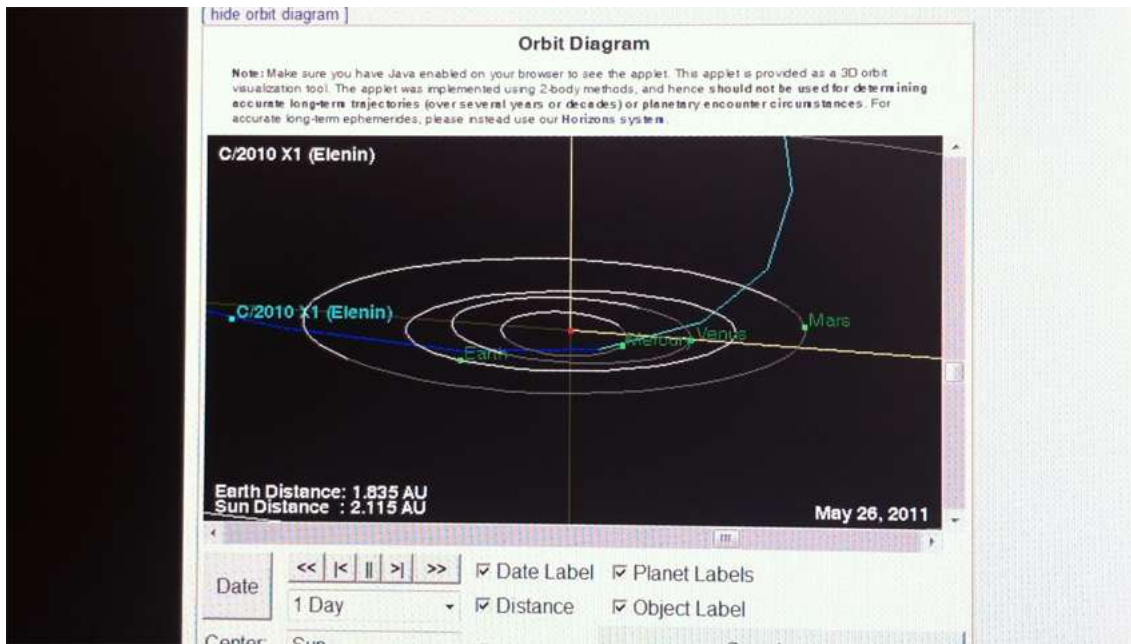 [ hide orbit diagram ]
Orbit Diagram
Note: Make sure you have Java enabled on your browser to see the applet. This applet is provided as a 3D orbit
visualization tool. The applet was implemented using 2-body methods, and hence should not be used for determining
accurate long-term trajectories (over several years or decades) or planetary encounter circumstances. For
accurate long-term ephemerides, please instead use our Horizons system.
C/2010 X1 (Elenin)
C/2010 X1 (Elenin)
Mars
Mercury
Venus
Earth
Earth Distance: 1.835 AU
Sun Distance : 2.115 AU
May 26, 2011
Date
<< |< || >| >>
Date Label
Planet Labels
1 Day
Distance
Object Label
Center:
Sun